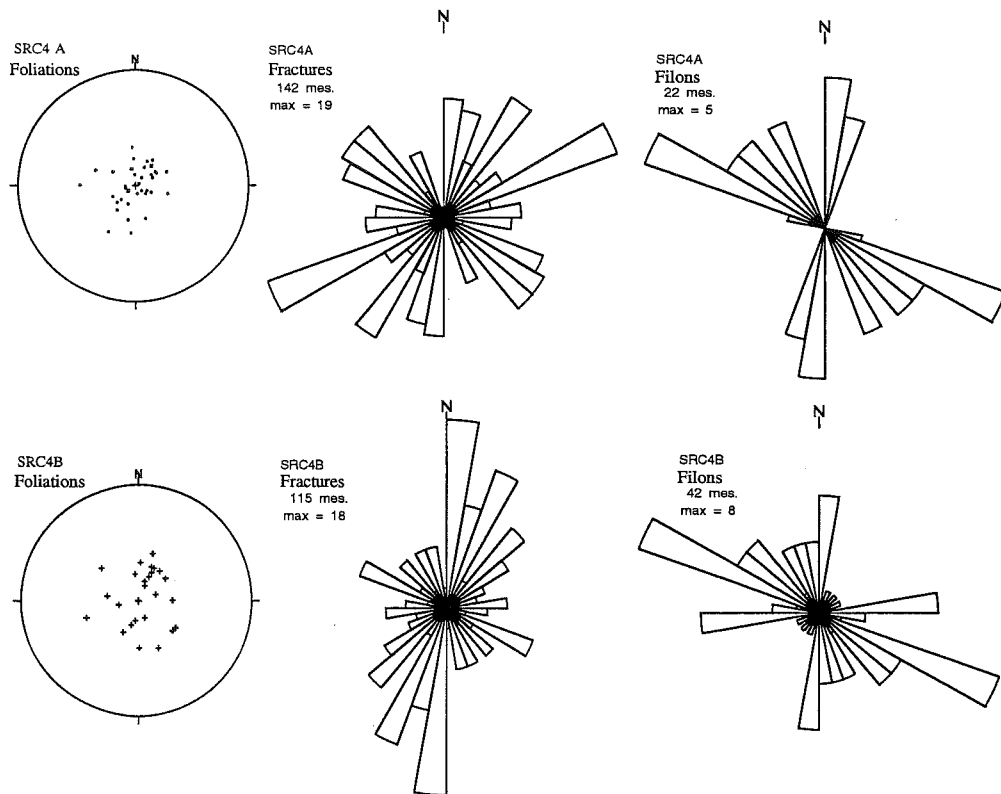 SRC4 A
Foliations
N
SRC4A
Fractures
142 mes.
max = 19
N
SRC4A
Filons
22 mes.
max = 5
N
SRC4B
Foliations
N
SRC4B
Fractures
115 mes.
max = 18
N
SRC4B
Filons
42 mes.
max = 8
N